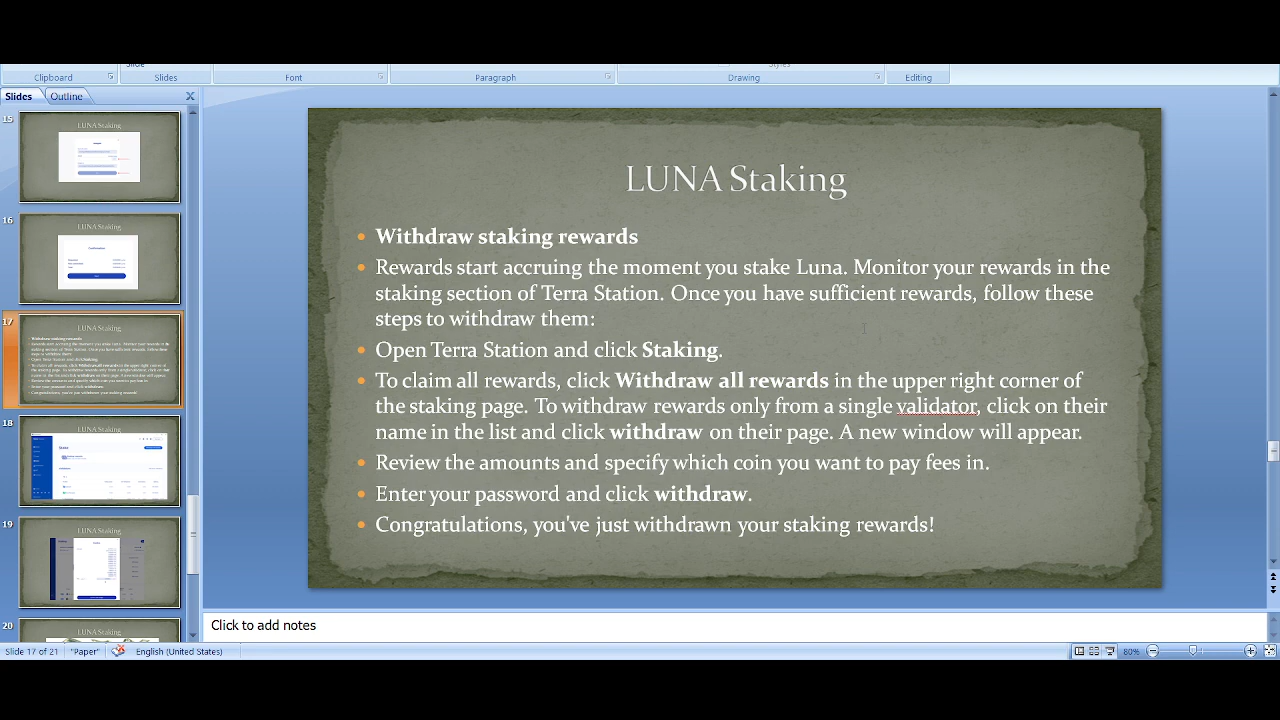 Slide
Styles
Clipboard
Slides
Font
Paragraph
Drawing
Editing
Slides
Outline
15
LUNA Staking
16
LUNA Staking
17
LUNA Staking
18
LUNA Staking
19
LUNA Staking
20
LUNA Staking
LUNA Staking
Withdraw staking rewards
Rewards start accruing the moment you stake Luna. Monitor your rewards in the
staking section of Terra Station. Once you have sufficient rewards, follow these
steps to withdraw them:
Open Terra Station and click Staking.
To claim all rewards, click Withdraw all rewards in the upper right corner of
the staking page. To withdraw rewards only from a single validator, click on their
name in the list and click withdraw on their page. A new window will appear.
Review the amounts and specify which coin you want to pay fees in.
Enter your password and click withdraw.
Congratulations, you've just withdrawn your staking rewards!
Click to add notes
Slide 17 of 21
"Paper"
English (United States)
80%